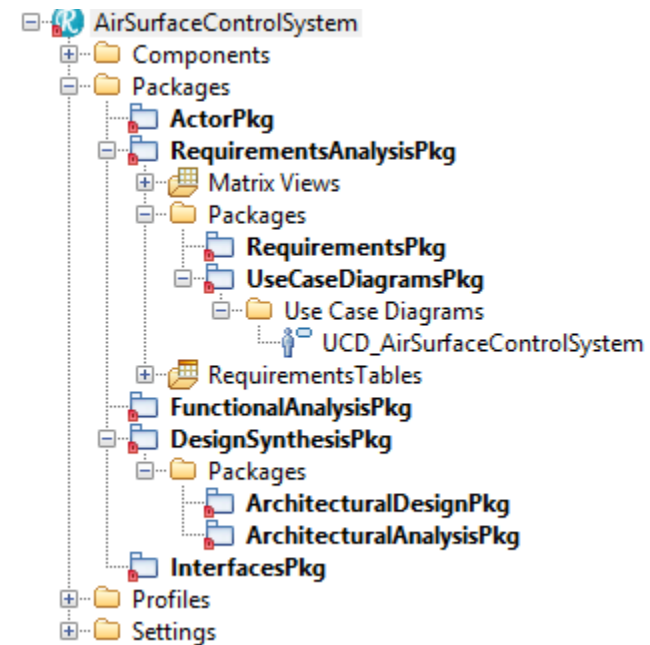 AirSurfaceControlSystem
Components
Packages
ActorPkg
RequirementsAnalysisPkg
Matrix Views
Packages
RequirementsPkg
UseCaseDiagramsPkg
Use Case Diagrams
UCD_AirSurfaceControlSystem
RequirementsTables
FunctionalAnalysisPkg
DesignSynthesisPkg
Packages
ArchitecturalDesignPkg
ArchitecturalAnalysisPkg
InterfacesPkg
Profiles
Settings